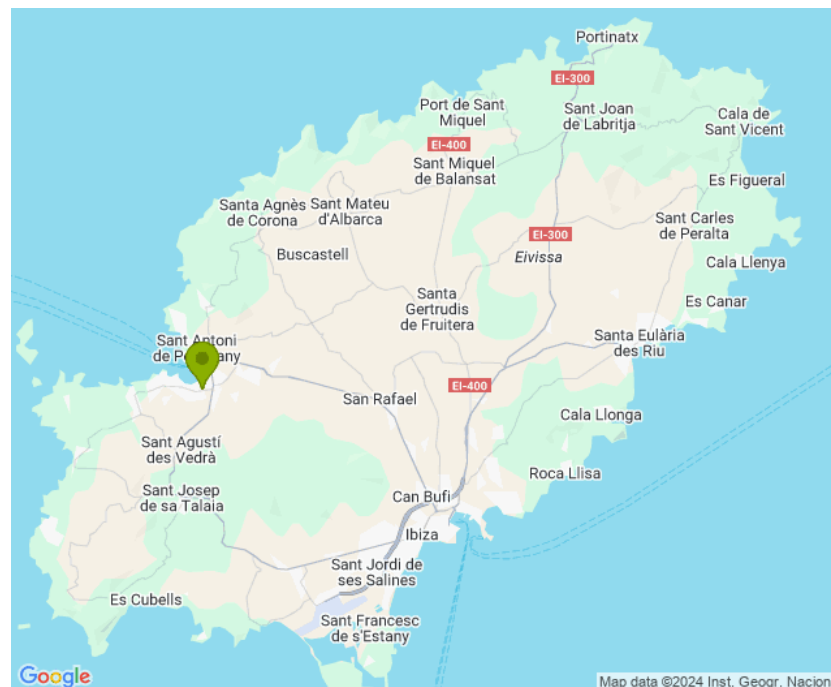 Portinatx
EI-300
Port de Sant
Miquel
Sant Joan
de Labritja
Cala de
Sant Vicent
EI-400
Sant Miquel
de Balansat
Es Figueral
Santa Agnès
de Corona
Sant Mateu
d'Albarca
Sant Carles
de Peralta
EI-300
Buscastell
Eivissa
Cala Llenya
Santa
Gertrudis
de Fruitera
Es Canar
Sant Antoni
de Po
any
Santa Eulària
des Riu
EI-400
San Rafael
Cala Llonga
Sant Agustí
des Vedrà
Roca Llisa
Sant Josep
de sa Talaia
Can Bufi
Ibiza
Sant Jordi de
ses Salines
Es Cubells
Sant Francesc
de s'Estany
Google
Map data ©2024 Inst. Geogr. Nacion